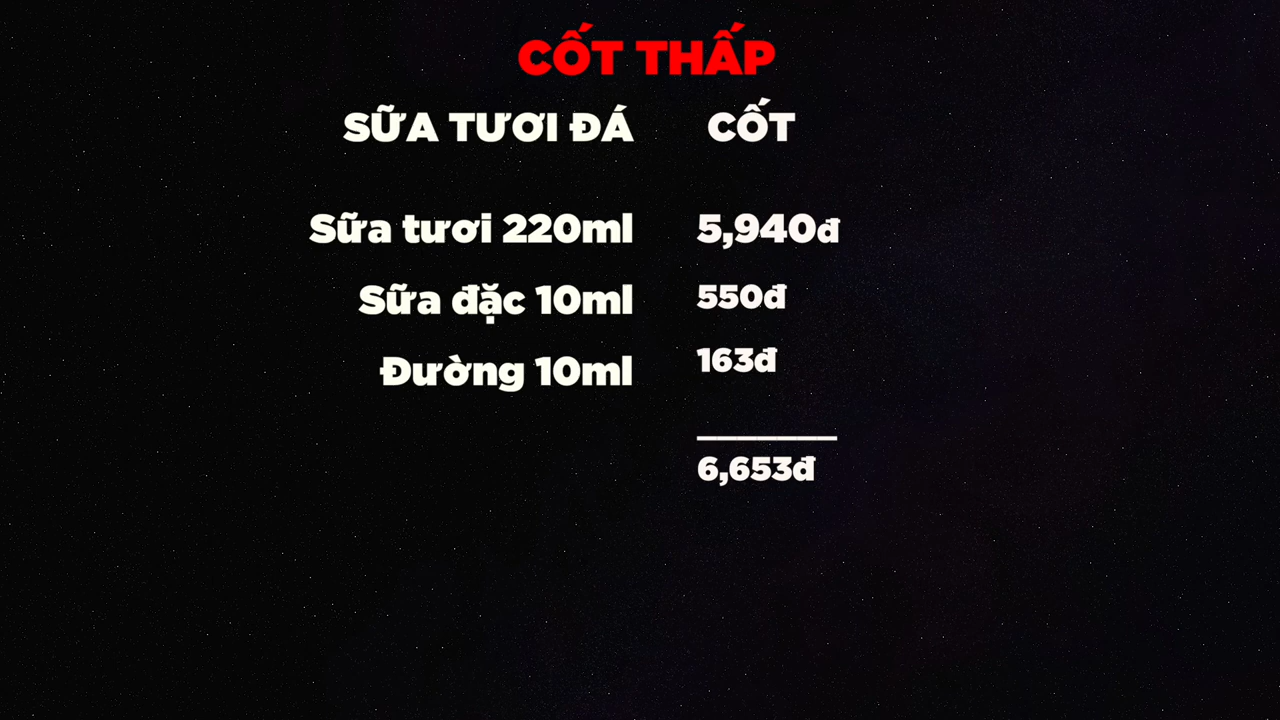 CỐT THẤP
SỮA TƯƠI ĐÁ CỐT
Sữa tươi 220ml 5,940đ
Sữa đặc 10ml 550đ
Đường 10ml 163đ
6,653đ